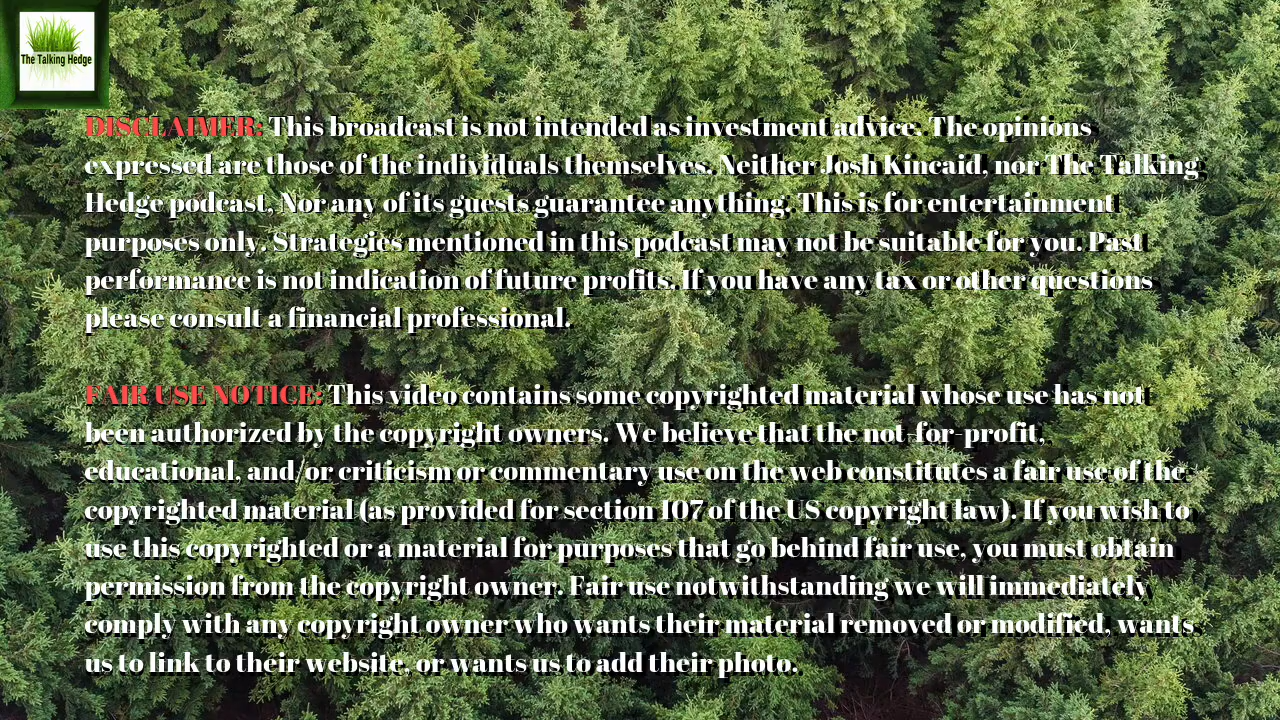 The Talking Hedge
DISCLAIMER: This broadcast is not intended as investment advice. The opinions
expressed are those of the individuals themselves. Neither Josh Kincaid, nor The Talking
Hedge podcast, Nor any of its guests guarantee anything. This is for entertainment
purposes only. Strategies mentioned in this podcast may not be suitable for you. Past
performance is not indication of future profits. If you have any tax or other questions
please consult a financial professional.
FAIR USE NOTICE: This video contains some copyrighted material whose use has not
been authorized by the copyright owners. We believe that the not-for-profit,
educational, and/or criticism or commentary use on the web constitutes a fair use of the
copyrighted material (as provided for section 107 of the US copyright law). If you wish to
use this copyrighted or a material for purposes that go behind fair use, you must obtain
permission from the copyright owner. Fair use notwithstanding we will immediately
comply with any copyright owner who wants their material removed or modified, wants
us to link to their website, or wants us to add their photo.